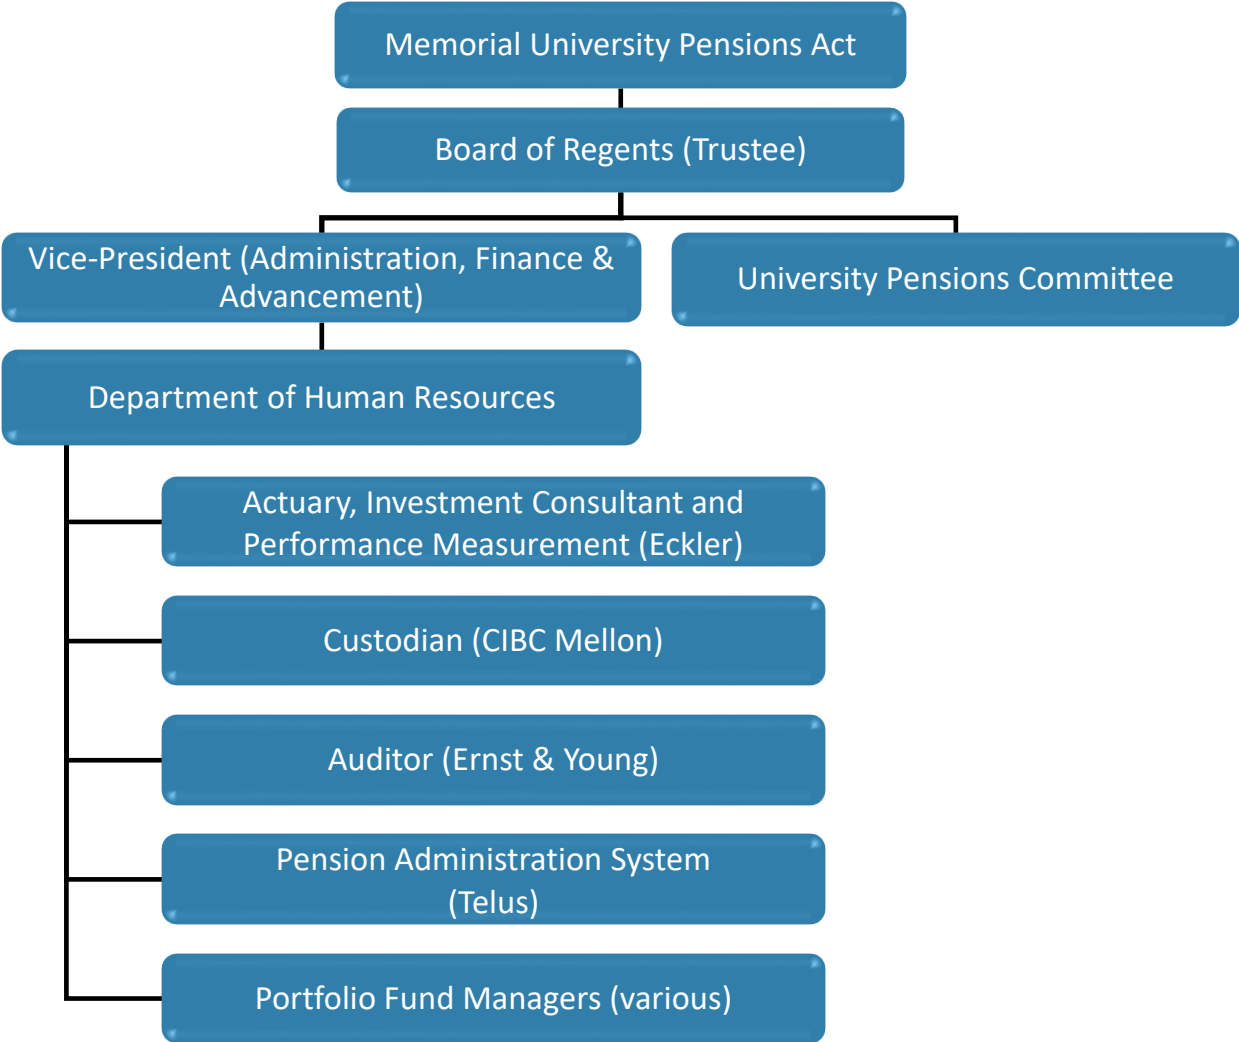 Memorial University Pensions Act
Board of Regents (Trustee)
Vice-President (Administration, Finance &
Advancement)
University Pensions Committee
Department of Human Resources
Actuary, Investment Consultant and
Performance Measurement (Eckler)
Custodian (CIBC Mellon)
Auditor (Ernst & Young)
Pension Administration System
(Telus)
Portfolio Fund Managers (various)